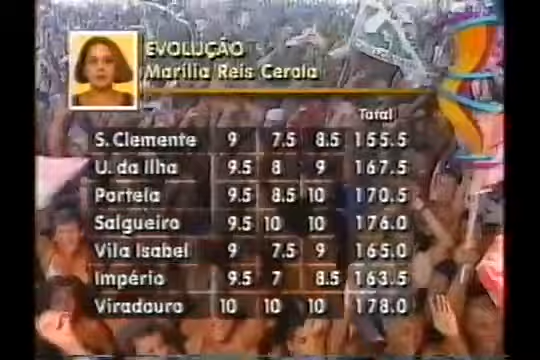 EVOLUÇÃO
Marília Reis Cerola
Total
S. Clemente 9 7.5 8.5 155.5
U. da Ilha 9.5 8 9 167.5
Portela 9.5 8.5 10 170.5
Salgueiro 9.5 10 10 176.0
Vila Isabel 9 7.5 9 165.0
Império 9.5 7 8.5 163.5
Viradouro 10 10 10 178.0